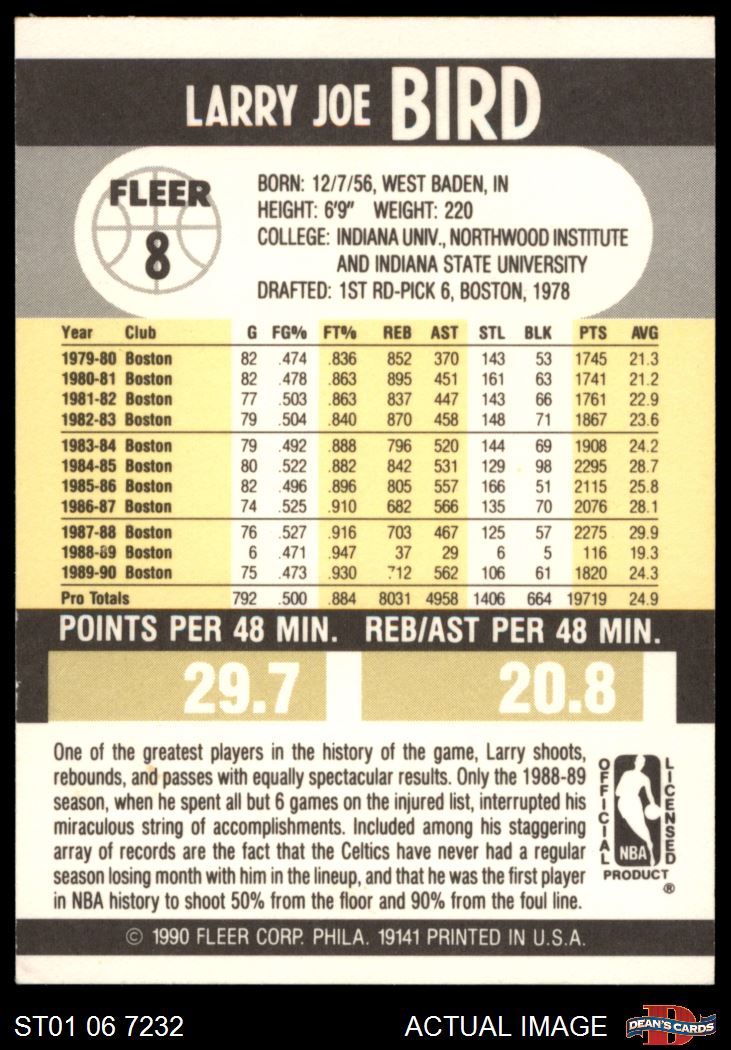 LARRY JOE BIRD
FLEER
8
BORN: 12/7/56, WEST BADEN, IN
HEIGHT: 6'9" WEIGHT: 220
COLLEGE: INDIANA UNIV., NORTHWOOD INSTITUTE
AND INDIANA STATE UNIVERSITY
DRAFTED: 1ST RD-PICK 6, BOSTON, 1978
Year Club G FG% FT% REB AST STL BLK PTS AVG
1979-80 Boston 82 .474 .836 852 370 143 53 1745 21.3
1980-81 Boston 82 .478 .863 895 451 161 63 1741 21.2
1981-82 Boston 77 .503 .863 837 447 143 66 1761 22.9
1982-83 Boston 79 .504 .840 870 458 148 71 1867 23.6
1983-84 Boston 79 .492 .888 796 520 144 69 1908 24.2
1984-85 Boston 80 .522 .882 842 531 129 98 2295 28.7
1985-86 Boston 82 .496 .896 805 557 166 51 2115 25.8
1986-87 Boston 74 .525 .910 682 566 135 70 2076 28.1
1987-88 Boston 76 .527 .916 703 467 125 57 2275 29.9
1988-89 Boston 6 .471 .947 37 29 6 5 116 19.3
1989-90 Boston 75 .473 .930 712 562 106 61 1820 24.3
Pro Totals 792 .500 .884 8031 4958 1406 664 19719 24.9
POINTS PER 48 MIN. REB/AST PER 48 MIN.
29.7 20.8
One of the greatest players in the history of the game, Larry shoots,
rebounds, and passes with equally spectacular results. Only the 1988-89
season, when he spent all but 6 games on the injured list, interrupted his
miraculous string of accomplishments. Included among his staggering
array of records are the fact that the Celtics have never had a regular
season losing month with him in the lineup, and that he was the first player
in NBA history to shoot 50% from the floor and 90% from the foul line.
OFFICIAL
LICENSED
NBA
PRODUCT
®
© 1990 FLEER CORP. PHILA. 19141 PRINTED IN U.S.A.
ST01 06 7232 ACTUAL IMAGE
D
DEAN'S CARDS